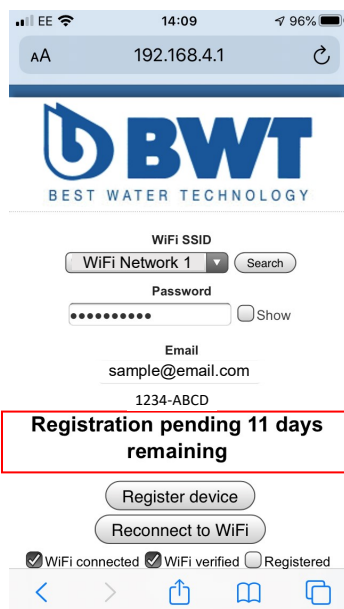 EE 14:09 96%
AA 192.168.4.1
BWT
BEST WATER TECHNOLOGY
WiFi SSID
WiFi Network 1 Search
Password
•••••••••• Show
Email
sample@email.com
1234-ABCD
Registration pending 11 days
remaining
Register device
Reconnect to WiFi
WiFi connected WiFi verified Registered